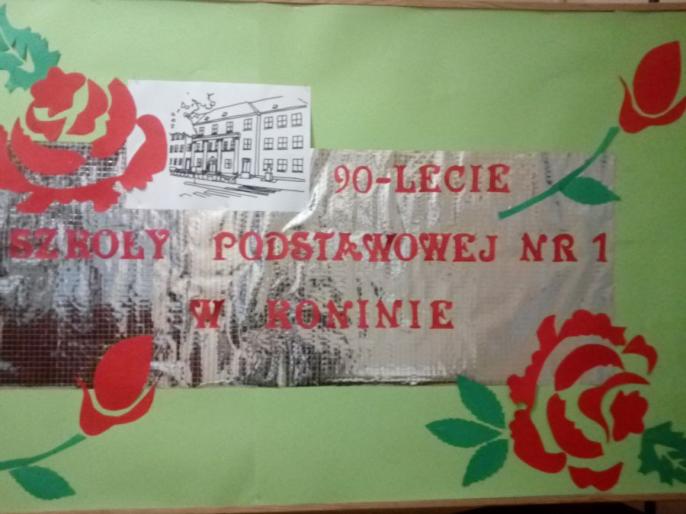 90-LECIE
SZKOŁY PODSTAWOWEJ NR 1
W KONINIE